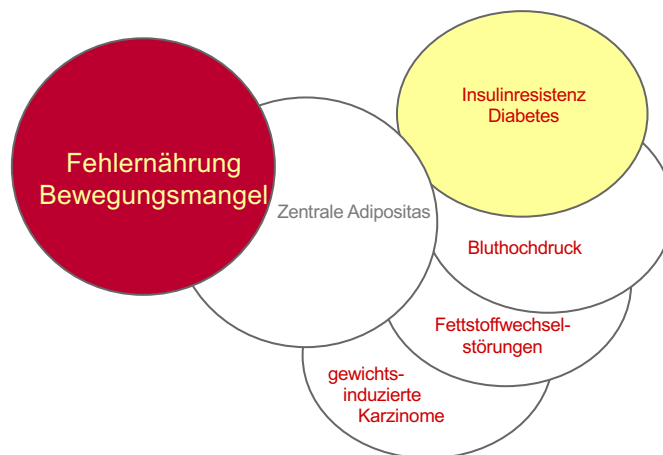 Fehlernährung
Bewegungsmangel
Zentrale Adipositas
Insulinresistenz
Diabetes
Bluthochdruck
Fettstoffwechsel-
störungen
gewichts-
induzierte
Karzinome